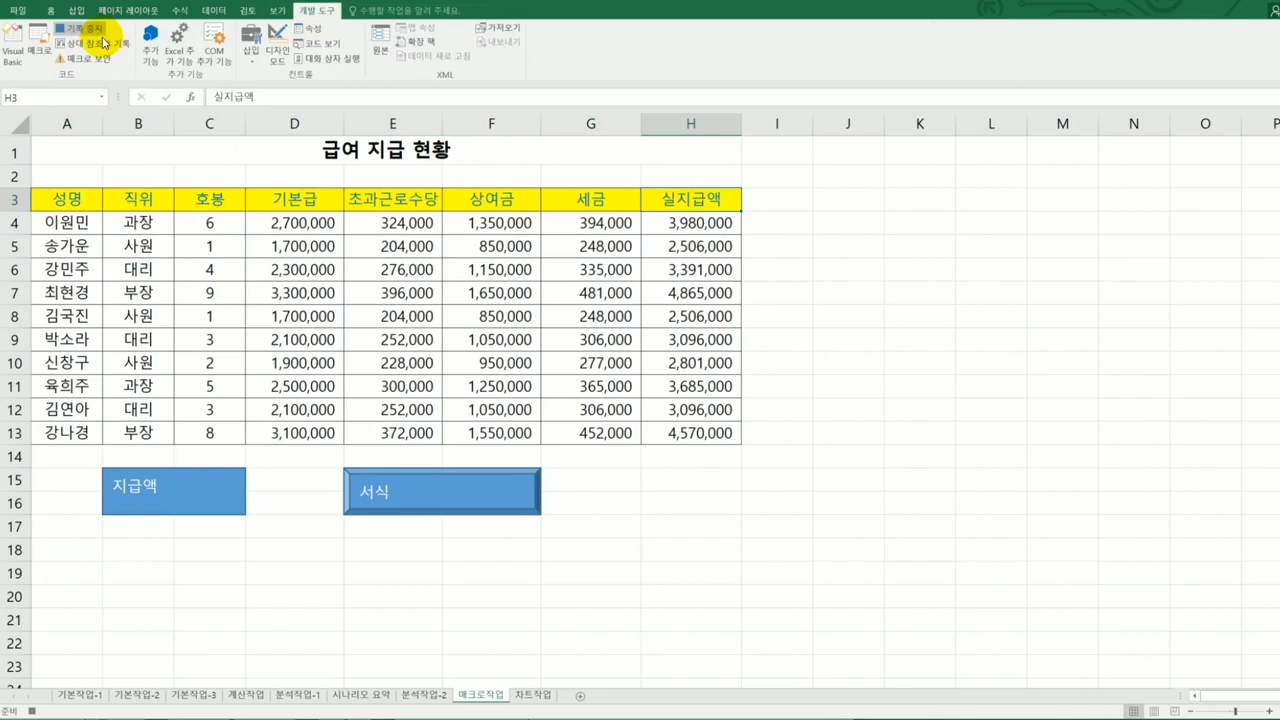 파일 홈 삽입 페이지 레이아웃 수식 데이터 검토 보기 개발 도구 수행할 작업을 알려 주세요.
Visual Basic
매크로
기록 중지
상대 참조로 기록
매크로 보안
코드
추가 기능
Excel 추가 기능
COM 추가 기능
추가 기능
삽입
디자인 모드
속성
코드 보기
대화 상자 실행
컨트롤
원본
맵 속성
확장 팩
데이터 새로 고침
가져오기
내보내기
XML
H3 fx 실지급액
A B C D E F G H I J K L M N O P
1 급여 지급 현황
2
3 성명 직위 호봉 기본급 초과근로수당 상여금 세금 실지급액
4 이원민 과장 6 2,700,000 324,000 1,350,000 394,000 3,980,000
5 송가운 사원 1 1,700,000 204,000 850,000 248,000 2,506,000
6 강민주 대리 4 2,300,000 276,000 1,150,000 335,000 3,391,000
7 최현경 부장 9 3,300,000 396,000 1,650,000 481,000 4,865,000
8 김국진 사원 1 1,700,000 204,000 850,000 248,000 2,506,000
9 박소라 대리 3 2,100,000 252,000 1,050,000 306,000 3,096,000
10 신창구 사원 2 1,900,000 228,000 950,000 277,000 2,801,000
11 육희주 과장 5 2,500,000 300,000 1,250,000 365,000 3,685,000
12 김연아 대리 3 2,100,000 252,000 1,050,000 306,000 3,096,000
13 강나경 부장 8 3,100,000 372,000 1,550,000 452,000 4,570,000
14
15 지급액 서식
16
17
18
19
20
21
22
23
기본작업-1 기본작업-2 기본작업-3 계산작업 분석작업-1 시나리오 요약 분석작업-2 매크로작업 차트작업
준비